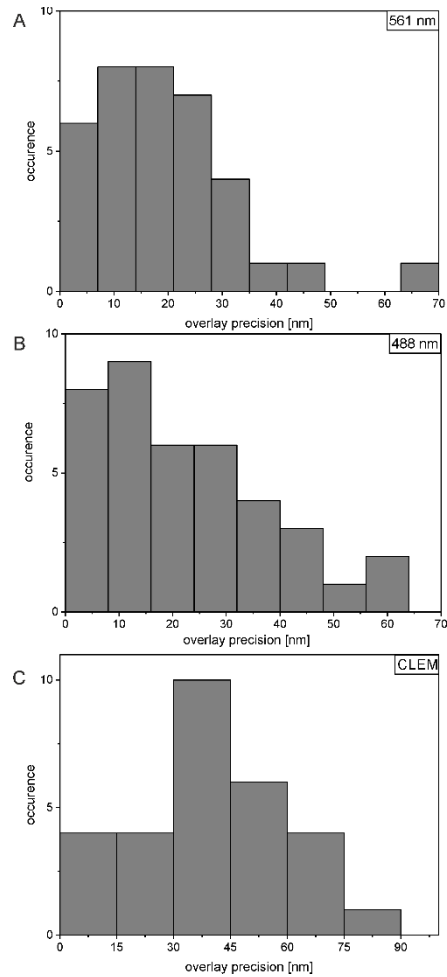 A
561 nm
10
5
0
occurence
0 10 20 30 40 50 60 70
overlay precision [nm]
B
488 nm
10
5
0
occurence
0 10 20 30 40 50 60 70
overlay precision [nm]
C
CLEM
10
5
0
occurence
0 15 30 45 60 75 90
overlay precision [nm]